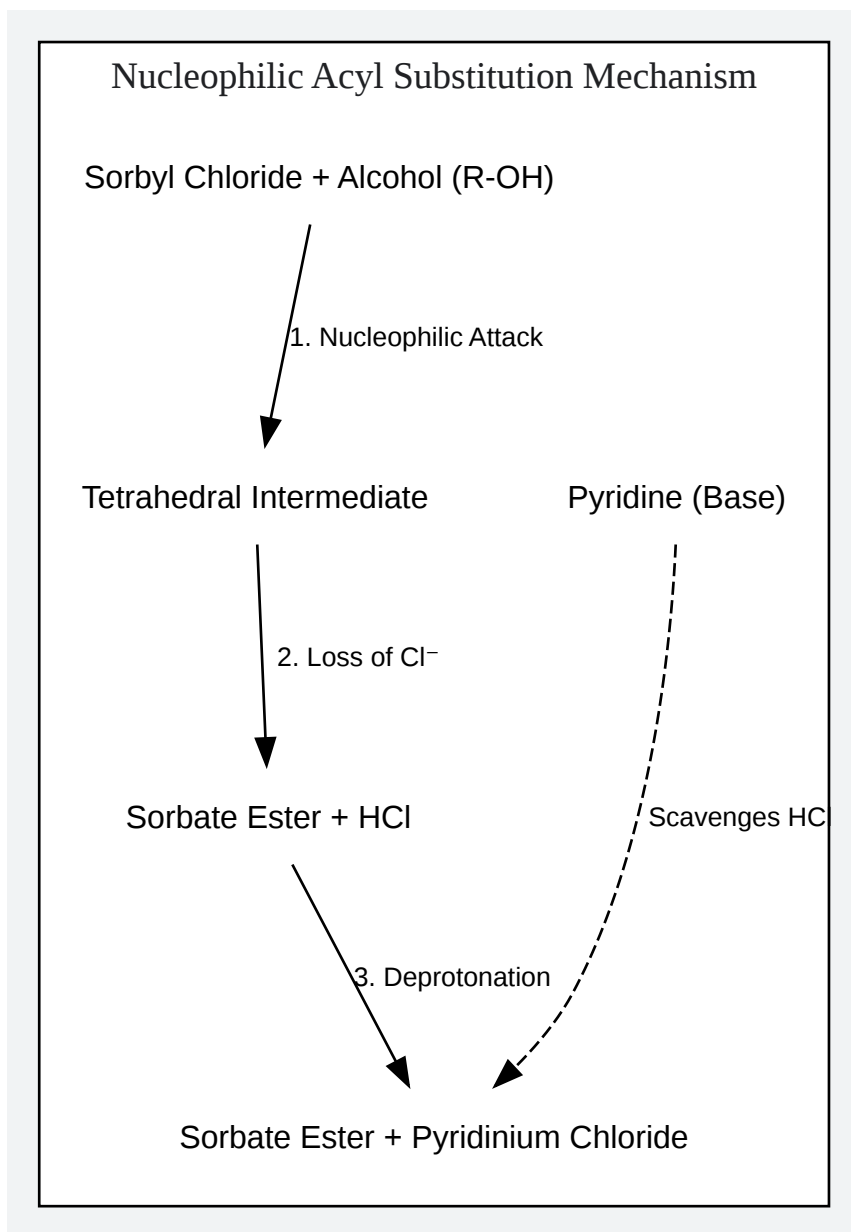 Nucleophilic Acyl Substitution Mechanism
Sorbyl Chloride + Alcohol (R-OH)
1. Nucleophilic Attack
Tetrahedral Intermediate
Pyridine (Base)
2. Loss of Cl⁻
Sorbate Ester + HCl
Scavenges HCl
3. Deprotonation
Sorbate Ester + Pyridinium Chloride